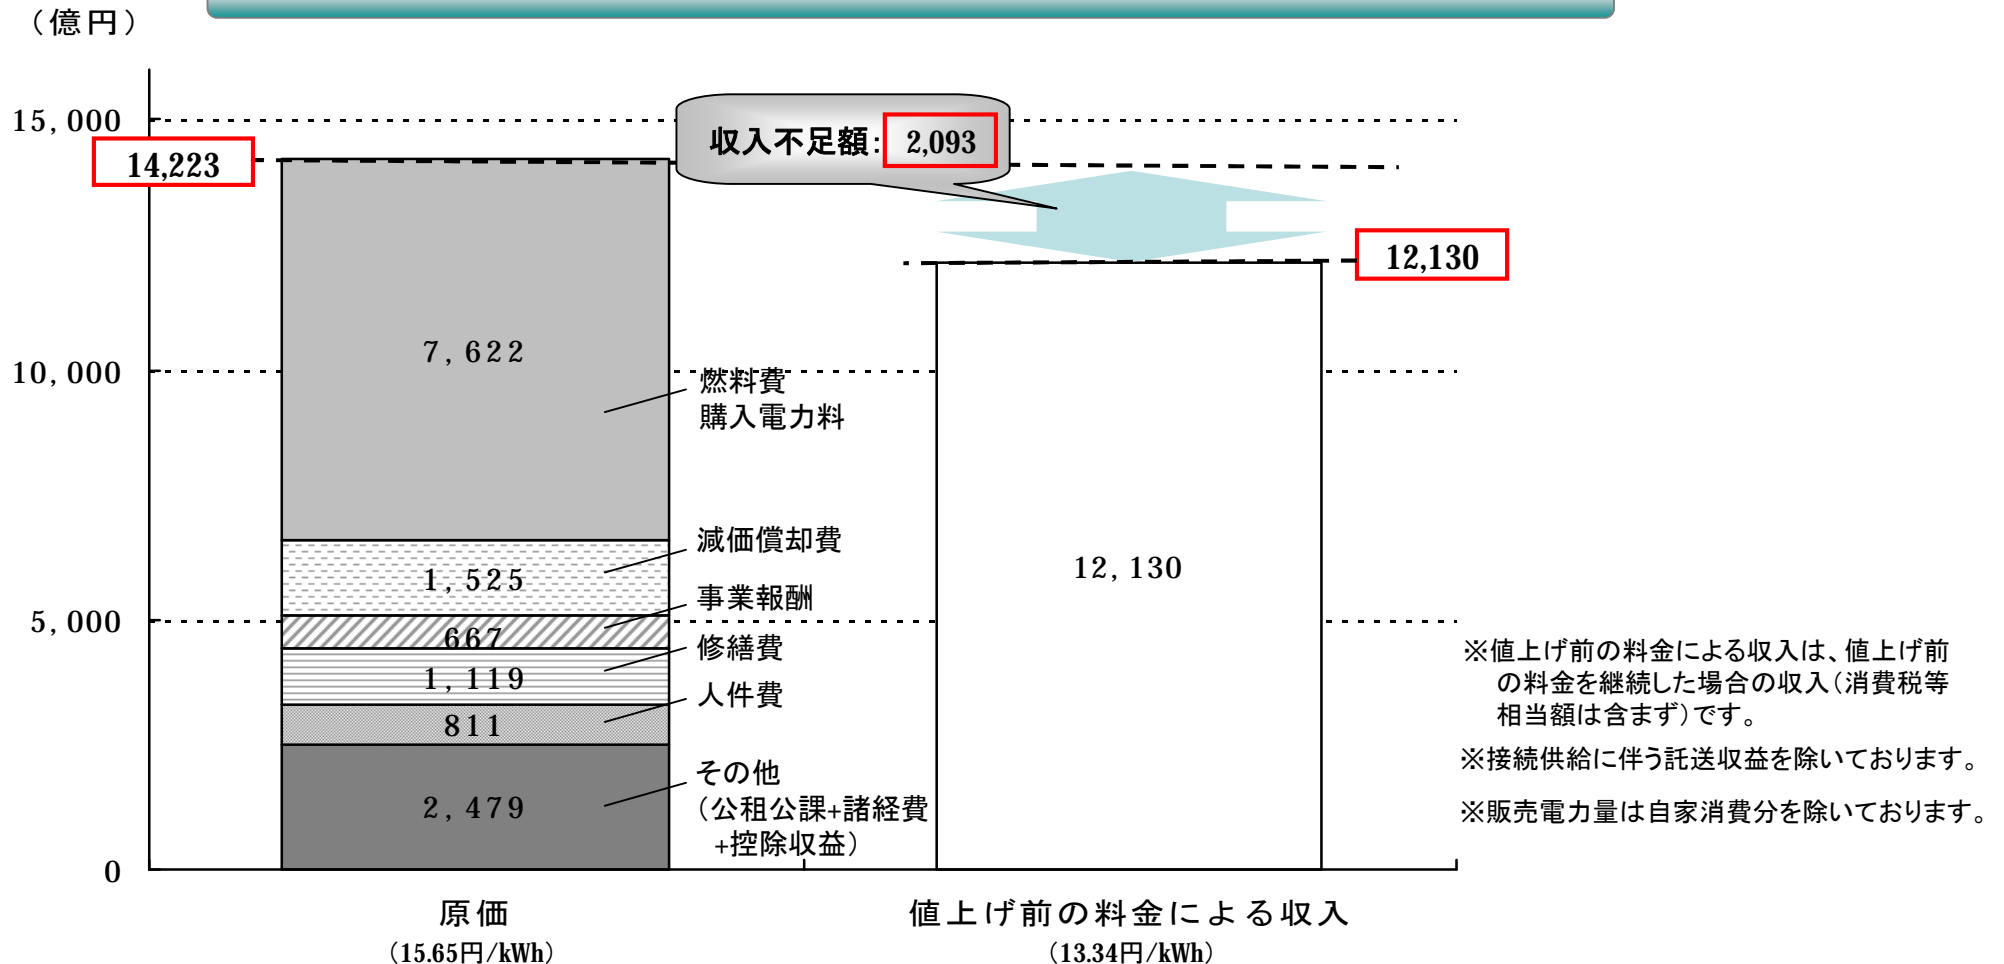 （億円）
15,000
14,223
収入不足額：2,093
12,130
7,622
10,000
燃料費
購入電力料
減価償却費
1,525
12,130
事業報酬
5,000
667
修繕費
1,119
人件費
811
その他
（公租公課+諸経費
+控除収益）
2,479
0
※値上げ前の料金による収入は、値上げ前
の料金を継続した場合の収入（消費税等
相当額は含まず）です。
※接続供給に伴う託送収益を除いております。
※販売電力量は自家消費分を除いております。
原価
（15.65円/kWh）
値上げ前の料金による収入
（13.34円/kWh）